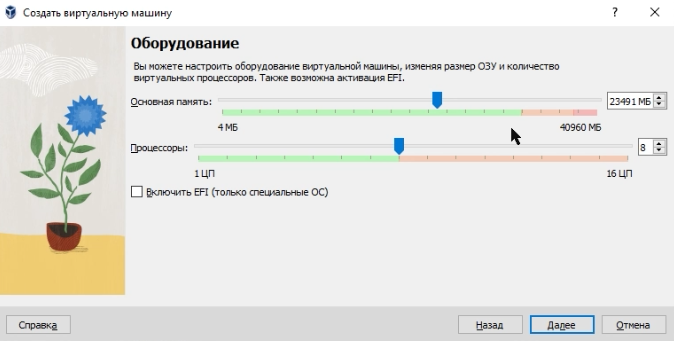 Создать виртуальную машину
Оборудование
Вы можете настроить оборудование виртуальной машины, изменяя размер ОЗУ и количество
виртуальных процессоров. Также возможна активация EFI.
Основная память: 23491 МБ
4 МБ 40960 МБ
Процессоры: 8
1 ЦП 16 ЦП
Включить EFI (только специальные ОС)
Справка Назад Далее Отмена